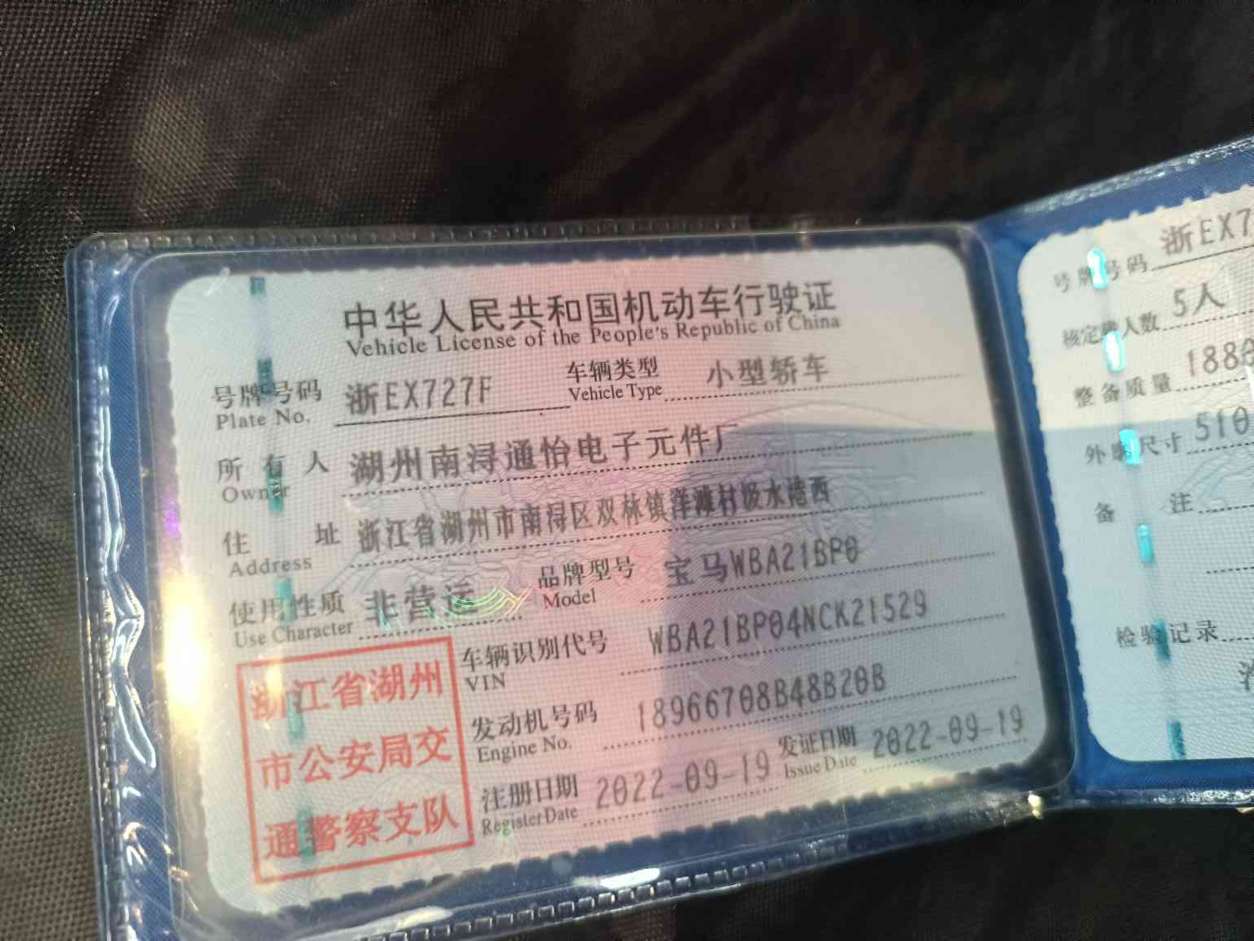 中华人民共和国机动车行驶证
Vehicle License of the People's Republic of China
号牌号码 浙EX727F 车辆类型 小型轿车
Plate No. Vehicle Type
所有人 湖州南浔通怡电子元件厂
Owner
住址 浙江省湖州市南浔区双林镇洋滩村圾水湾西
Address
使用性质 非营运 品牌型号 宝马WBA21BP0
Use Character Model
车辆识别代号 WBA21BP04NCK21529
VIN
发动机号码 18966708B48B20B
Engine No.
注册日期 2022-09-19 发证日期 2022-09-19
Register Date Issue Date
浙江省湖州
市公安局交
通警察支队
号牌号码 浙EX7
核定载人数 5人
整备质量 1880
外廓尺寸 510
备注
检验记录